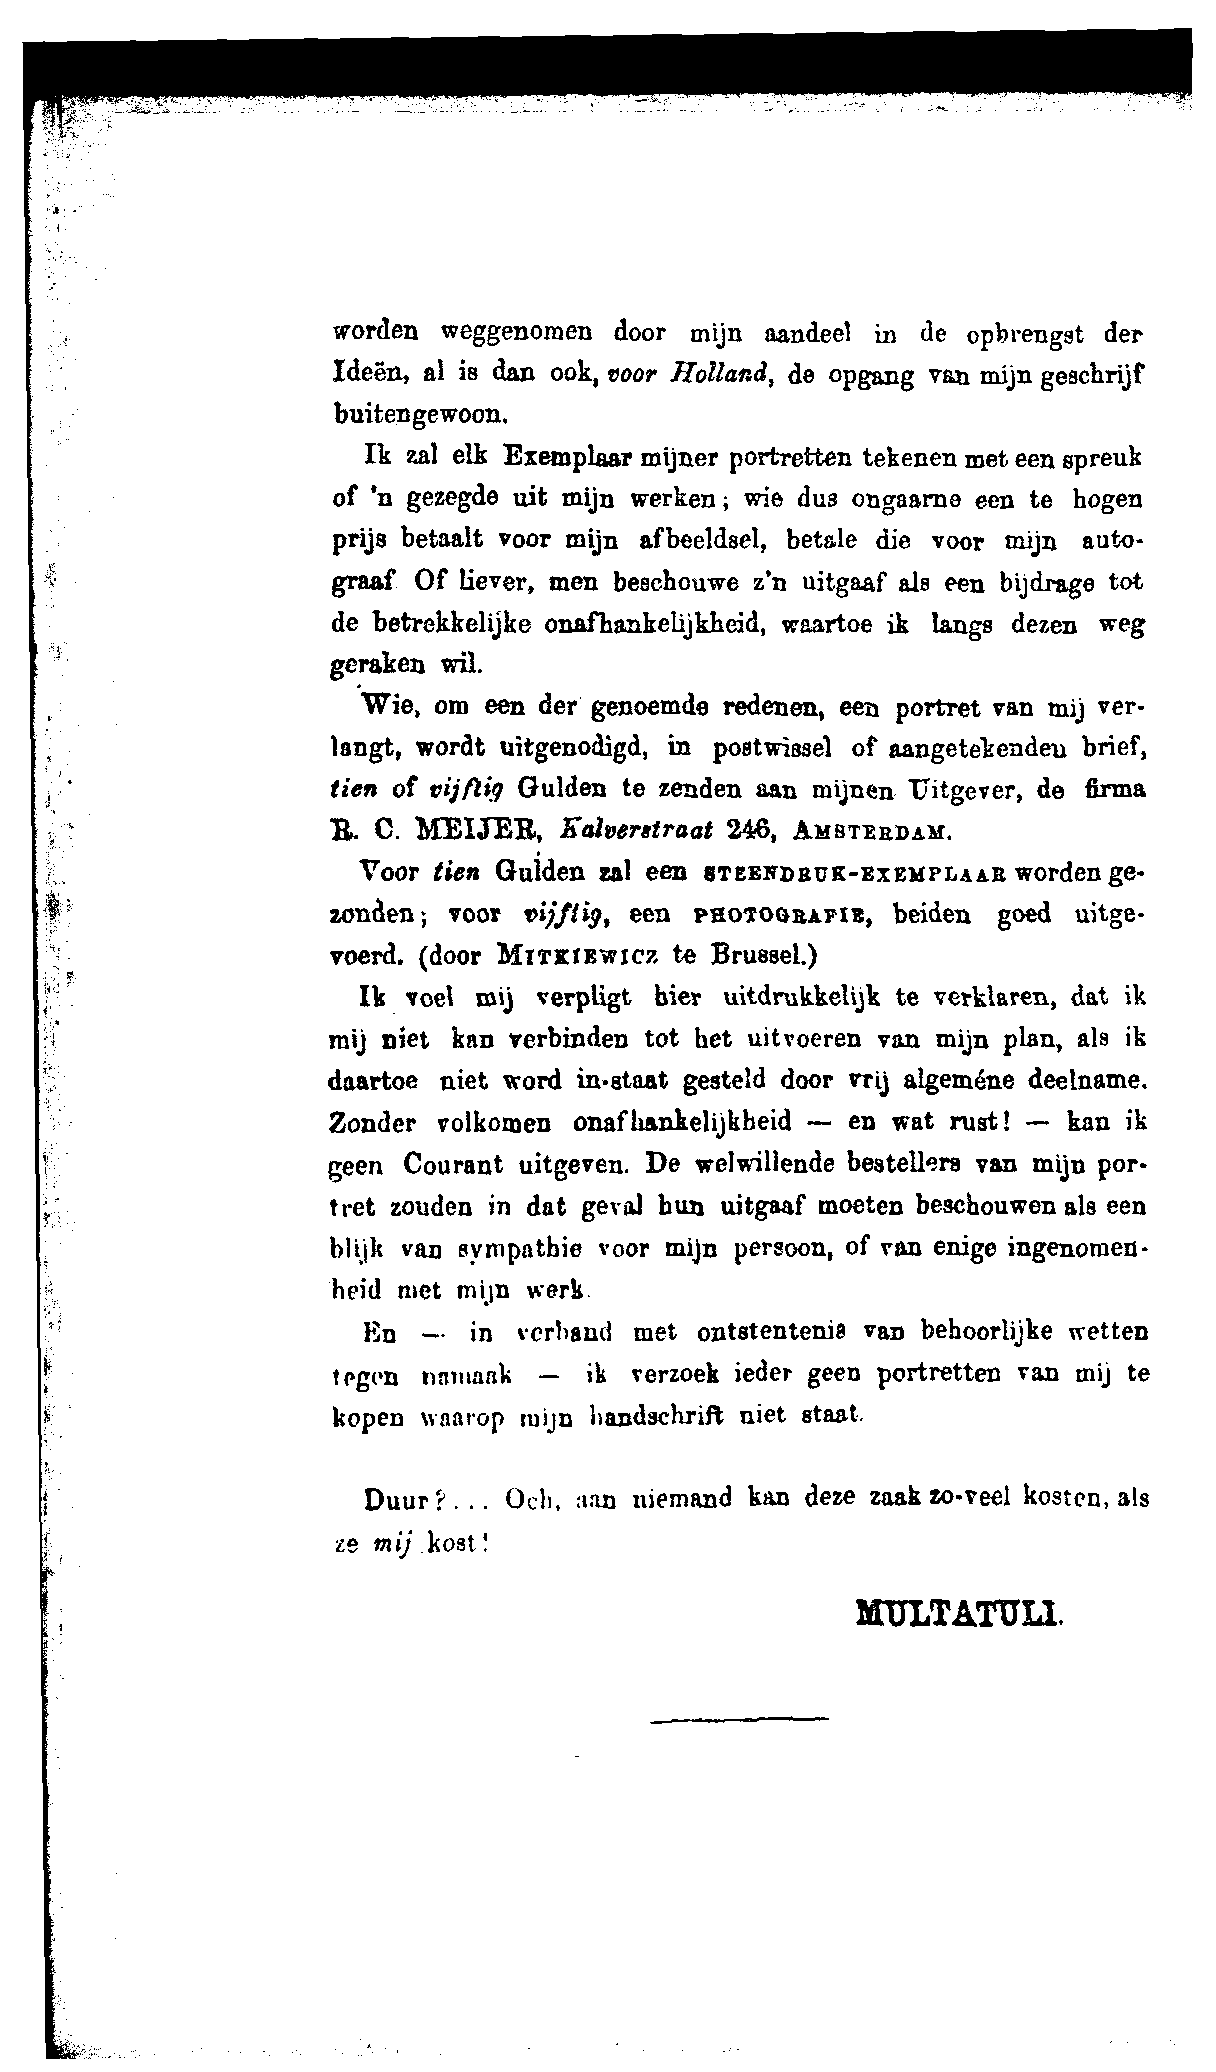 worden weggenomen door mijn aandeel in de opbrengst der
Ideën, al is dan ook, voor Holland, de opgang van mijn geschrijf
buitengewoon.
Ik zal elk Exemplaar mijner portretten tekenen met een spreuk
of 'n gezegde uit mijn werken; wie dus ongaarne een te hogen
prijs betaalt voor mijn afbeeldsel, betale die voor mijn auto-
graaf Of liever, men beschouwe z'n uitgaaf als een bijdrage tot
de betrekkelijke onafhankelijkheid, waartoe ik langs dezen weg
geraken wil.
Wie, om een der genoemde redenen, een portret van mij ver-
langt, wordt uitgenodigd, in postwissel of aangetekenden brief,
tien of vijftig Gulden te zenden aan mijnen Uitgever, de firma
R. C. MEIJER, Kalverstraat 246, AMSTERDAM.
Voor tien Gulden zal een STEENDRUK-EXEMPLAAR worden ge-
zonden; voor vijftig, een PHOTOGRAFIE, beiden goed uitge-
voerd. (door MITKIEWICZ te Brussel.)
Ik voel mij verpligt hier uitdrukkelijk te verklaren, dat ik
mij niet kan verbinden tot het uitvoeren van mijn plan, als ik
daartoe niet word in-staat gesteld door vrij algeméne deelname.
Zonder volkomen onafhankelijkheid — en wat rust! — kan ik
geen Courant uitgeven. De welwillende bestellers van mijn por-
tret zouden in dat geval hun uitgaaf moeten beschouwen als een
blijk van sympathie voor mijn persoon, of van enige ingenomen-
heid met mijn werk.
En — in verband met ontstentenis van behoorlijke wetten
tegen namaak — ik verzoek ieder geen portretten van mij te
kopen waarop mijn handschrift niet staat.
Duur?... Och, aan niemand kan deze zaak zo-veel kosten, als
ze mij kost!
MULTATULI.